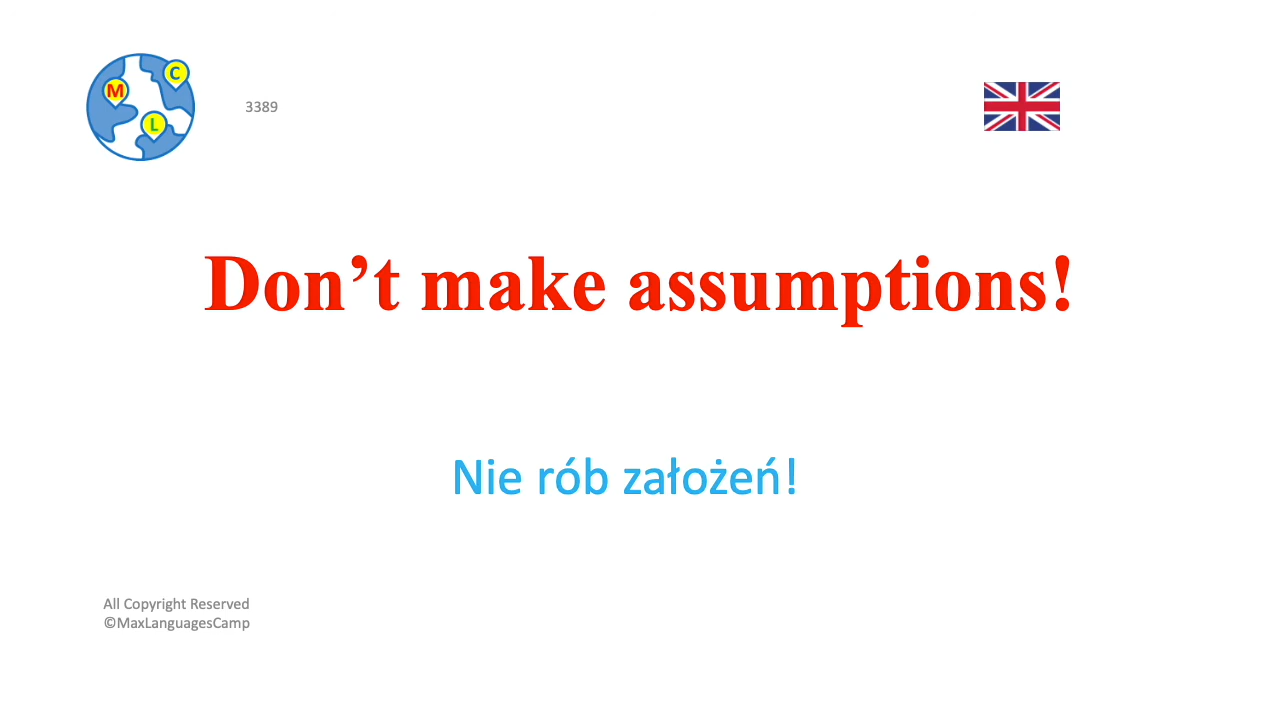 C
M
L
3389
Don’t make assumptions!
Nie rób założeń!
All Copyright Reserved
©MaxLanguagesCamp